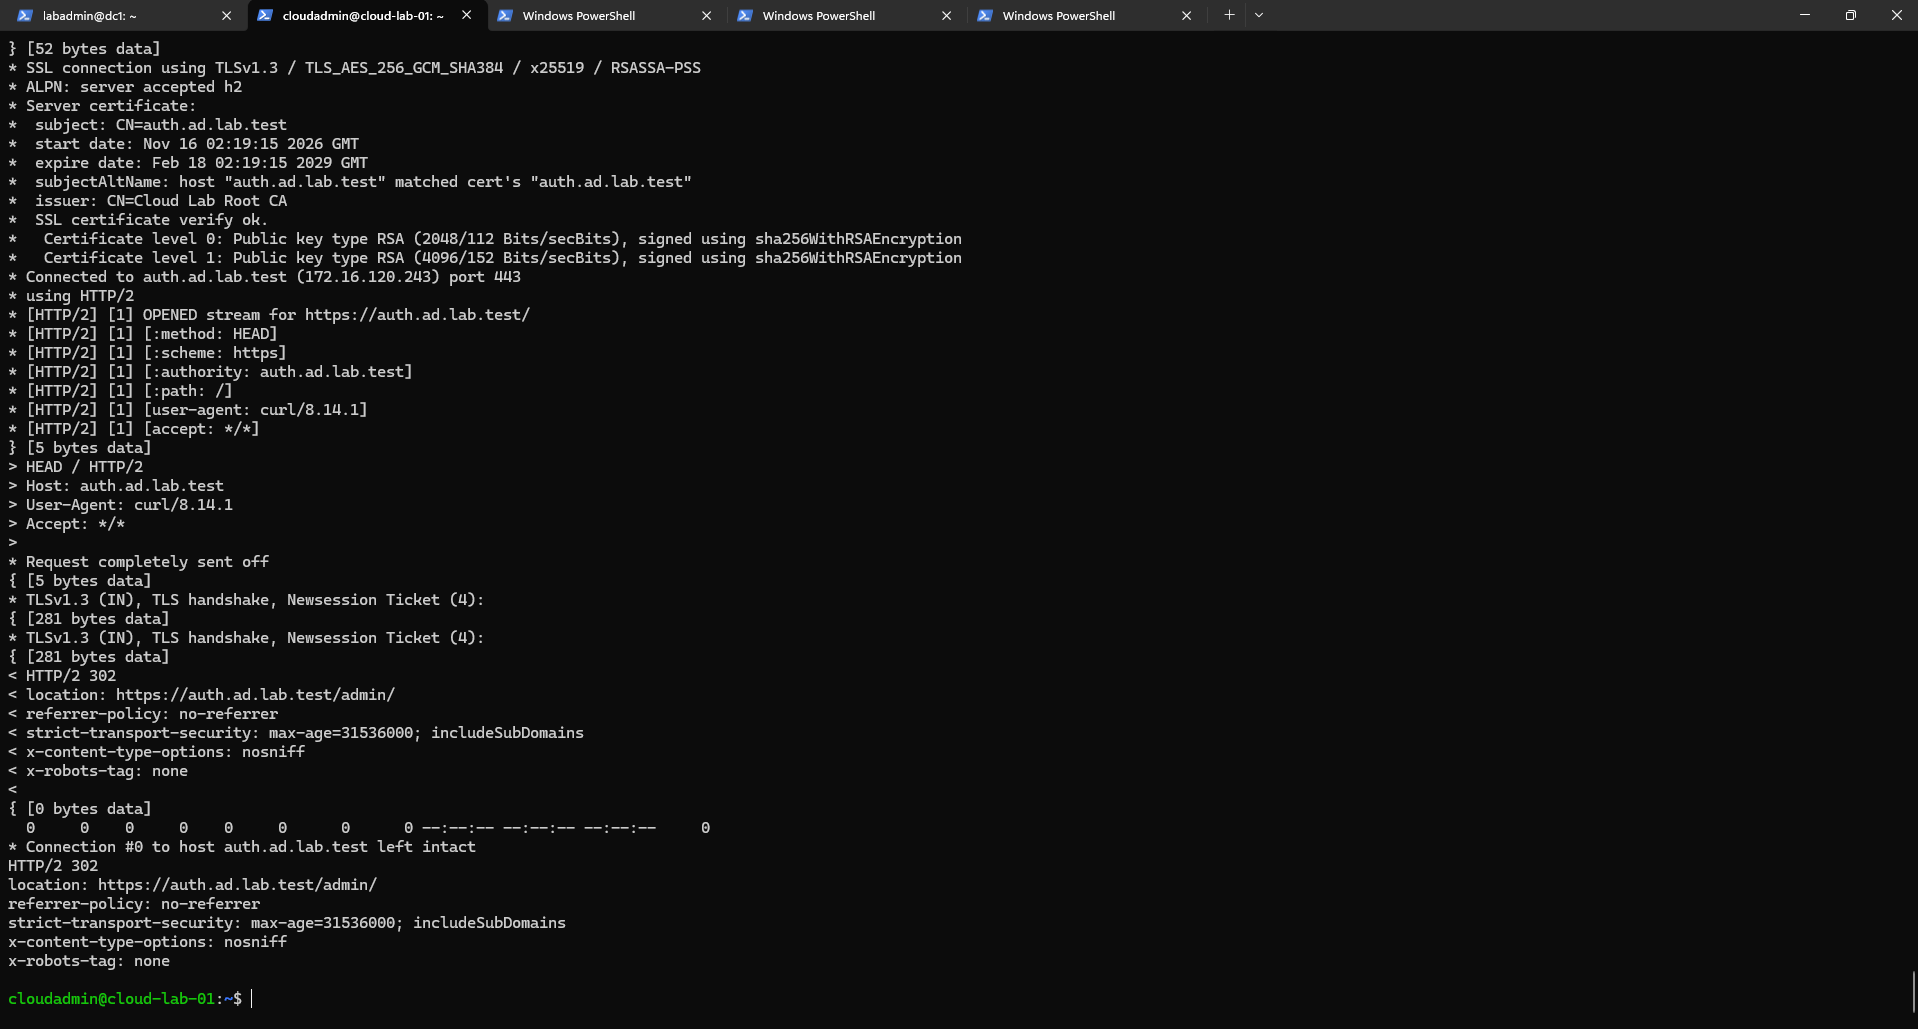 labadmin@dc1: ~
cloudadmin@cloud-lab-01: ~
Windows PowerShell
Windows PowerShell
Windows PowerShell
} [52 bytes data]
* SSL connection using TLSv1.3 / TLS_AES_256_GCM_SHA384 / x25519 / RSASSA-PSS
* ALPN: server accepted h2
* Server certificate:
*  subject: CN=auth.ad.lab.test
*  start date: Nov 16 02:19:15 2026 GMT
*  expire date: Feb 18 02:19:15 2029 GMT
*  subjectAltName: host "auth.ad.lab.test" matched cert's "auth.ad.lab.test"
*  issuer: CN=Cloud Lab Root CA
*  SSL certificate verify ok.
*   Certificate level 0: Public key type RSA (2048/112 Bits/secBits), signed using sha256WithRSAEncryption
*   Certificate level 1: Public key type RSA (4096/152 Bits/secBits), signed using sha256WithRSAEncryption
* Connected to auth.ad.lab.test (172.16.120.243) port 443
* using HTTP/2
* [HTTP/2] [1] OPENED stream for https://auth.ad.lab.test/
* [HTTP/2] [1] [:method: HEAD]
* [HTTP/2] [1] [:scheme: https]
* [HTTP/2] [1] [:authority: auth.ad.lab.test]
* [HTTP/2] [1] [:path: /]
* [HTTP/2] [1] [user-agent: curl/8.14.1]
* [HTTP/2] [1] [accept: */*]
} [5 bytes data]
> HEAD / HTTP/2
> Host: auth.ad.lab.test
> User-Agent: curl/8.14.1
> Accept: */*
>
* Request completely sent off
{ [5 bytes data]
* TLSv1.3 (IN), TLS handshake, Newsession Ticket (4):
{ [281 bytes data]
* TLSv1.3 (IN), TLS handshake, Newsession Ticket (4):
{ [281 bytes data]
< HTTP/2 302
< location: https://auth.ad.lab.test/admin/
< referrer-policy: no-referrer
< strict-transport-security: max-age=31536000; includeSubDomains
< x-content-type-options: nosniff
< x-robots-tag: none
<
{ [0 bytes data]
  0     0    0     0    0     0      0      0 --:--:-- --:--:-- --:--:--     0
* Connection #0 to host auth.ad.lab.test left intact
HTTP/2 302
location: https://auth.ad.lab.test/admin/
referrer-policy: no-referrer
strict-transport-security: max-age=31536000; includeSubDomains
x-content-type-options: nosniff
x-robots-tag: none
cloudadmin@cloud-lab-01:~$